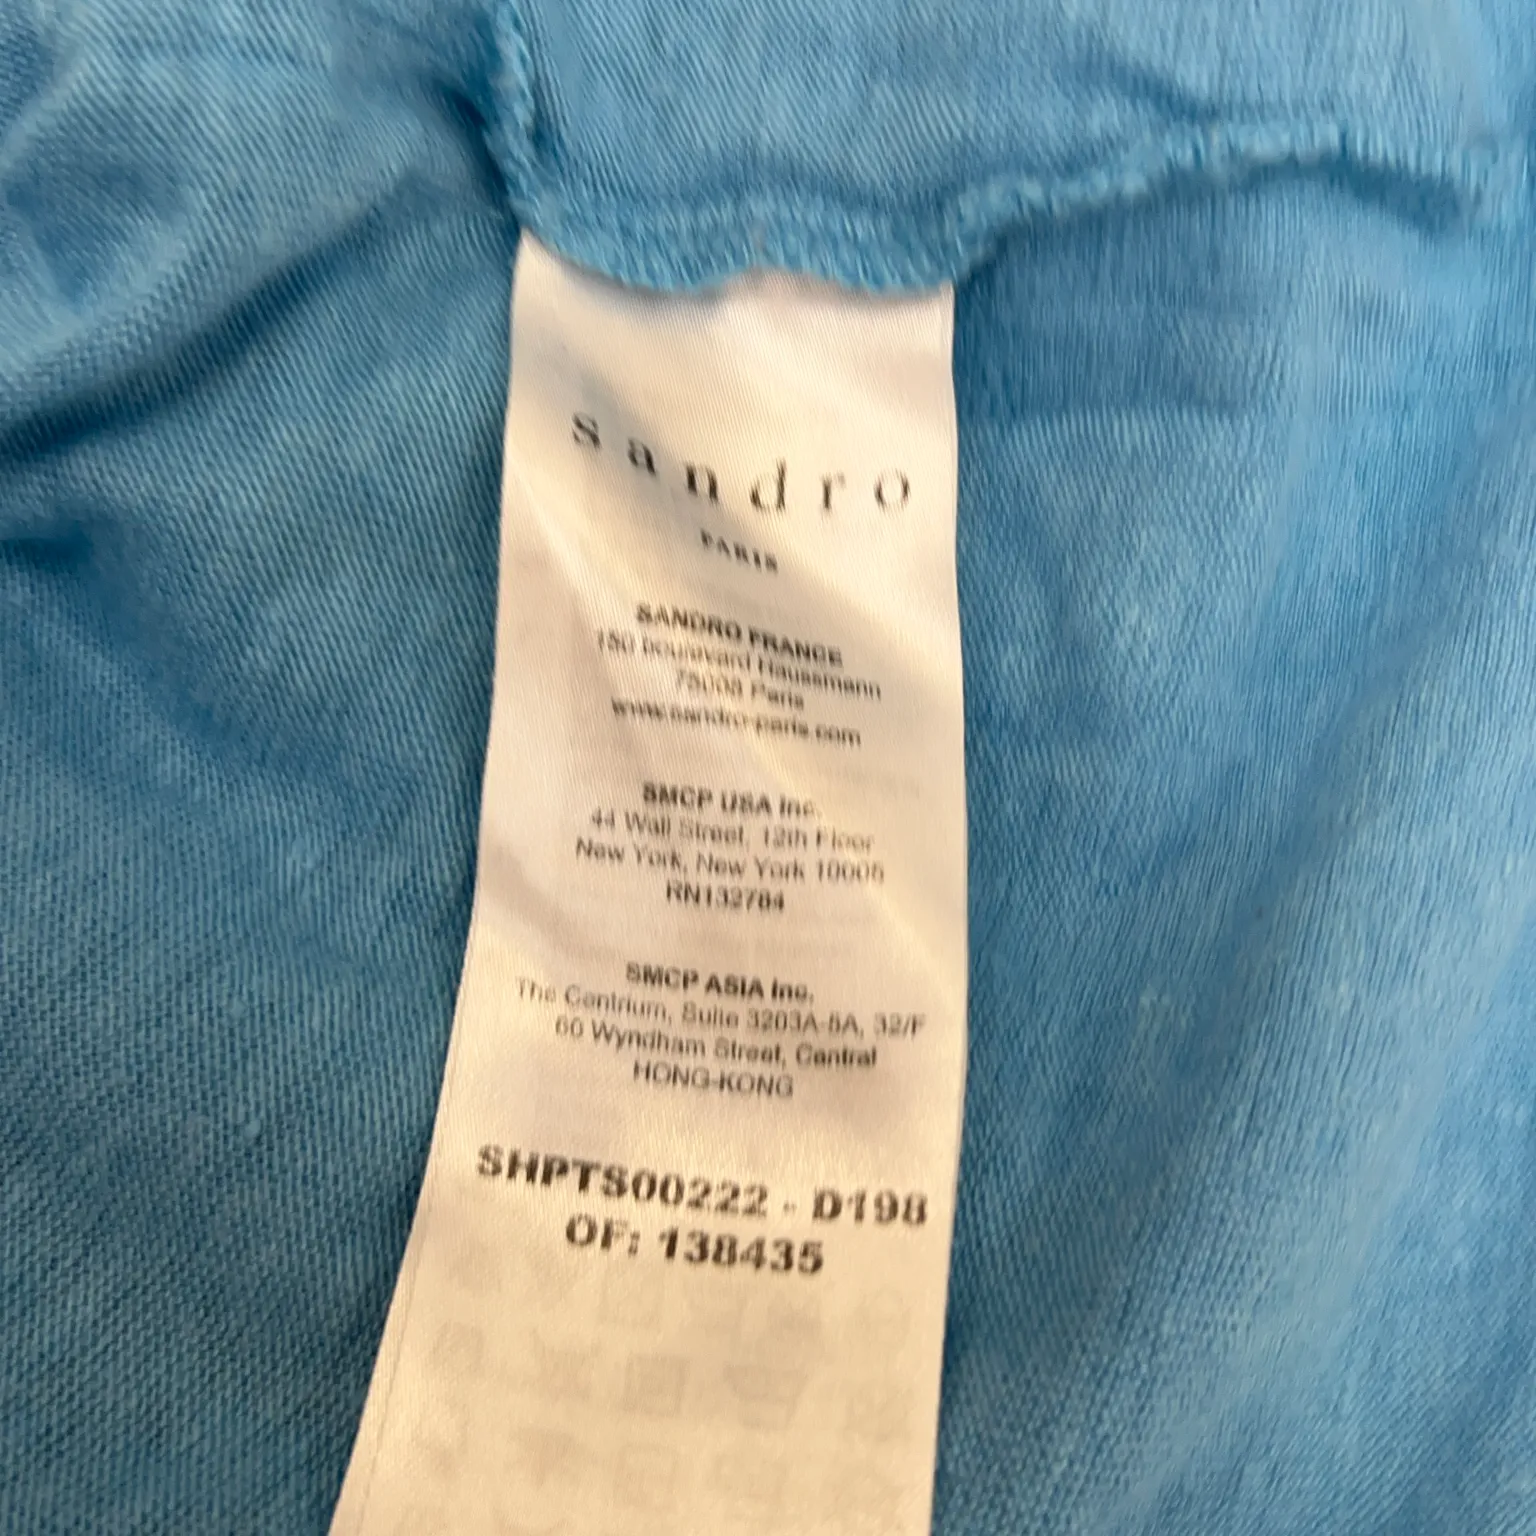 sandro
PARIS
SANDRO FRANCE
150 boulevard Haussmann
75008 Paris
www.sandro-paris.com
SMCP USA Inc.
44 Wall Street, 12th Floor
New York, New York 10005
RN132784
SMCP ASIA Inc.
The Centrium, Suite 3203A-5A, 32/F
60 Wyndham Street, Central
HONG-KONG
SHPTS00222 - D198
OF: 138435